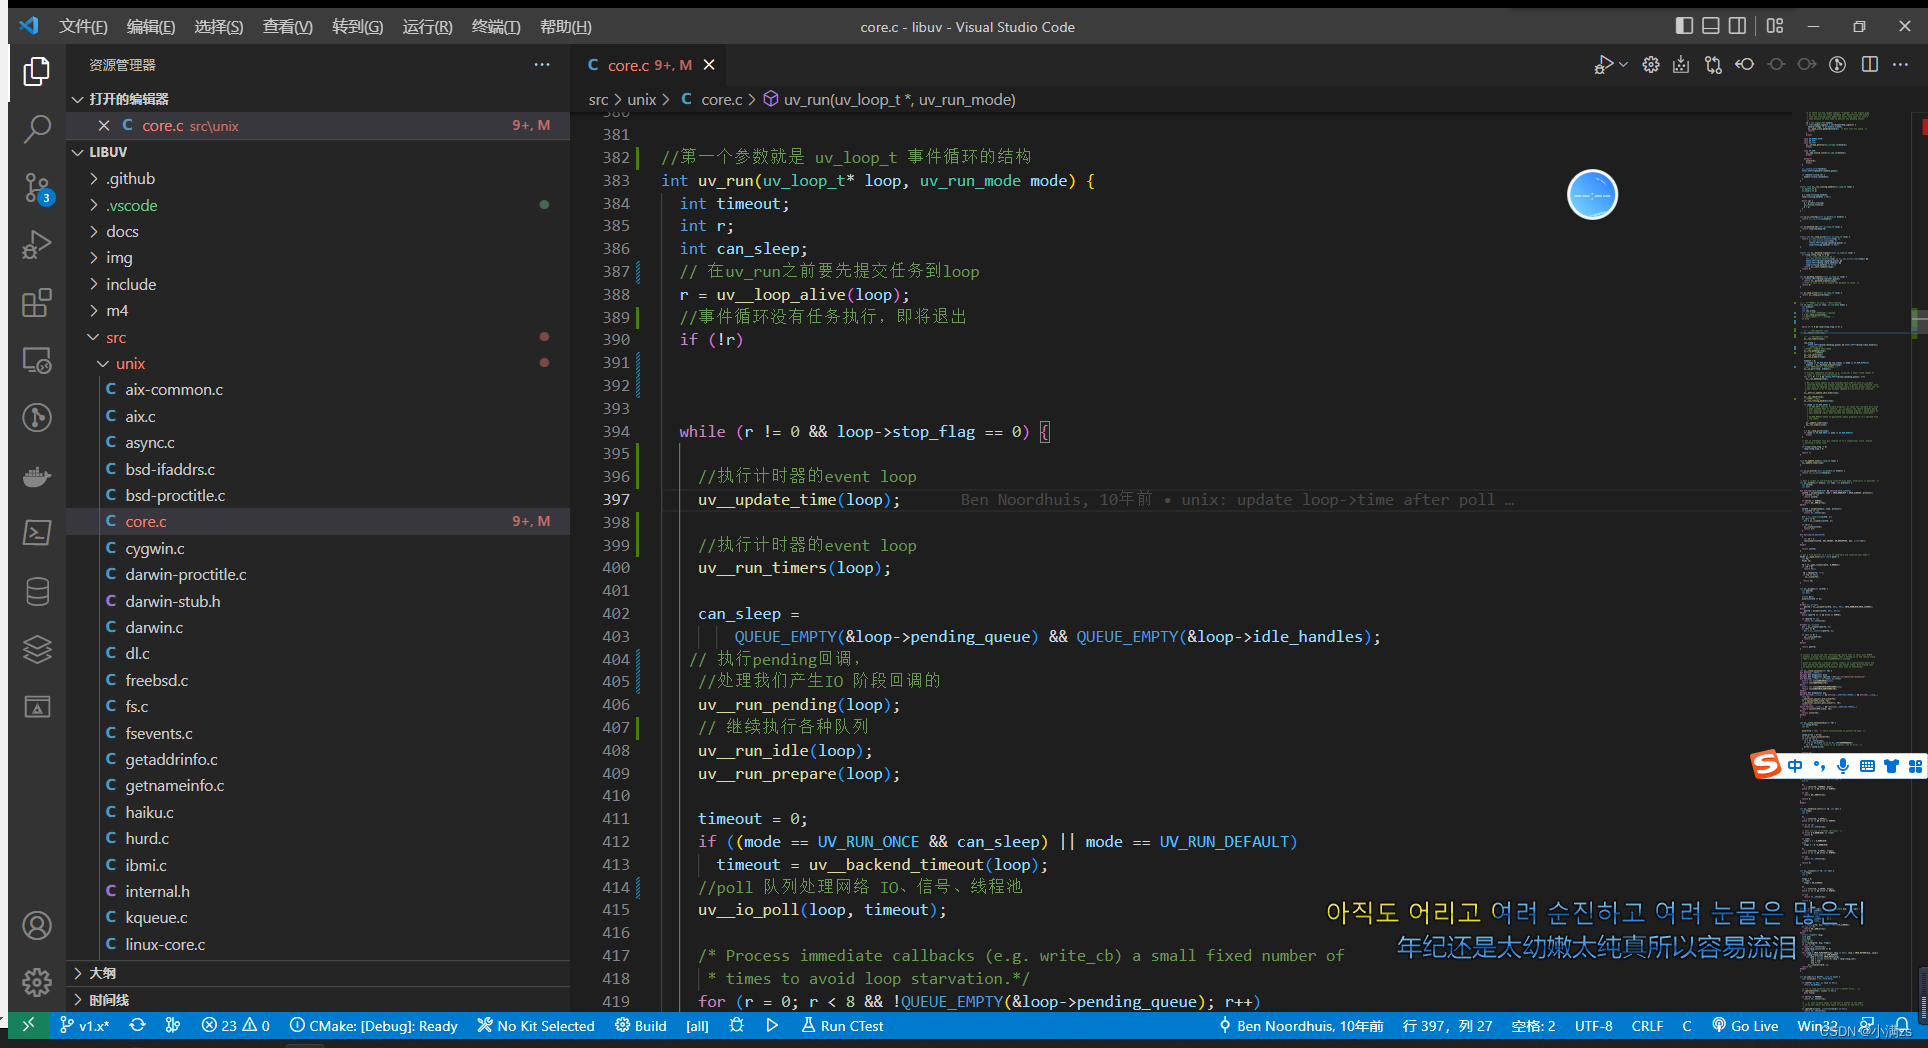 文件(F) 编辑(E) 选择(S) 查看(V) 转到(G) 运行(R) 终端(T) 帮助(H)
core.c - libuv - Visual Studio Code
资源管理器
打开的编辑器
core.c src\unix 9+, M
LIBUV
.github
.vscode
docs
img
include
m4
src
unix
aix-common.c
aix.c
async.c
bsd-ifaddrs.c
bsd-proctitle.c
core.c 9+, M
cygwin.c
darwin-proctitle.c
darwin-stub.h
darwin.c
dl.c
freebsd.c
fs.c
fsevents.c
getaddrinfo.c
getnameinfo.c
haiku.c
hurd.c
ibmi.c
internal.h
kqueue.c
linux-core.c
大纲
时间线
3
core.c 9+, M
src > unix > C core.c > uv_run(uv_loop_t *, uv_run_mode)
380
381
382 //第一个参数就是 uv_loop_t 事件循环的结构
383 int uv_run(uv_loop_t* loop, uv_run_mode mode) {
384 int timeout;
385 int r;
386 int can_sleep;
387 // 在uv_run之前要先提交任务到loop
388 r = uv__loop_alive(loop);
389 //事件循环没有任务执行，即将退出
390 if (!r)
391
392
393
394 while (r != 0 && loop->stop_flag == 0) {
395
396 //执行计时器的event loop
397 uv__update_time(loop); Ben Noordhuis, 10年前 • unix: update loop->time after poll …
398
399 //执行计时器的event loop
400 uv__run_timers(loop);
401
402 can_sleep =
403 QUEUE_EMPTY(&loop->pending_queue) && QUEUE_EMPTY(&loop->idle_handles);
404 // 执行pending回调，
405 //处理我们产生IO 阶段回调的
406 uv__run_pending(loop);
407 // 继续执行各种队列
408 uv__run_idle(loop);
409 uv__run_prepare(loop);
410
411 timeout = 0;
412 if ((mode == UV_RUN_ONCE && can_sleep) || mode == UV_RUN_DEFAULT)
413 timeout = uv__backend_timeout(loop);
414 //poll 队列处理网络 IO、信号、线程池
415 uv__io_poll(loop, timeout);
416
417 /* Process immediate callbacks (e.g. write_cb) a small fixed number of
418 * times to avoid loop starvation.*/
419 for (r = 0; r < 8 && !QUEUE_EMPTY(&loop->pending_queue); r++)
中
아직도 어리고 여려 순진하고 여려 눈물은 많은지
年纪还是太幼嫩太纯真所以容易流泪
v1.x* 23 0 CMake: [Debug]: Ready No Kit Selected Build [all] Run CTest Ben Noordhuis, 10年前 行 397，列 27 空格: 2 UTF-8 CRLF C Go Live Win32
CSDN @小满zs